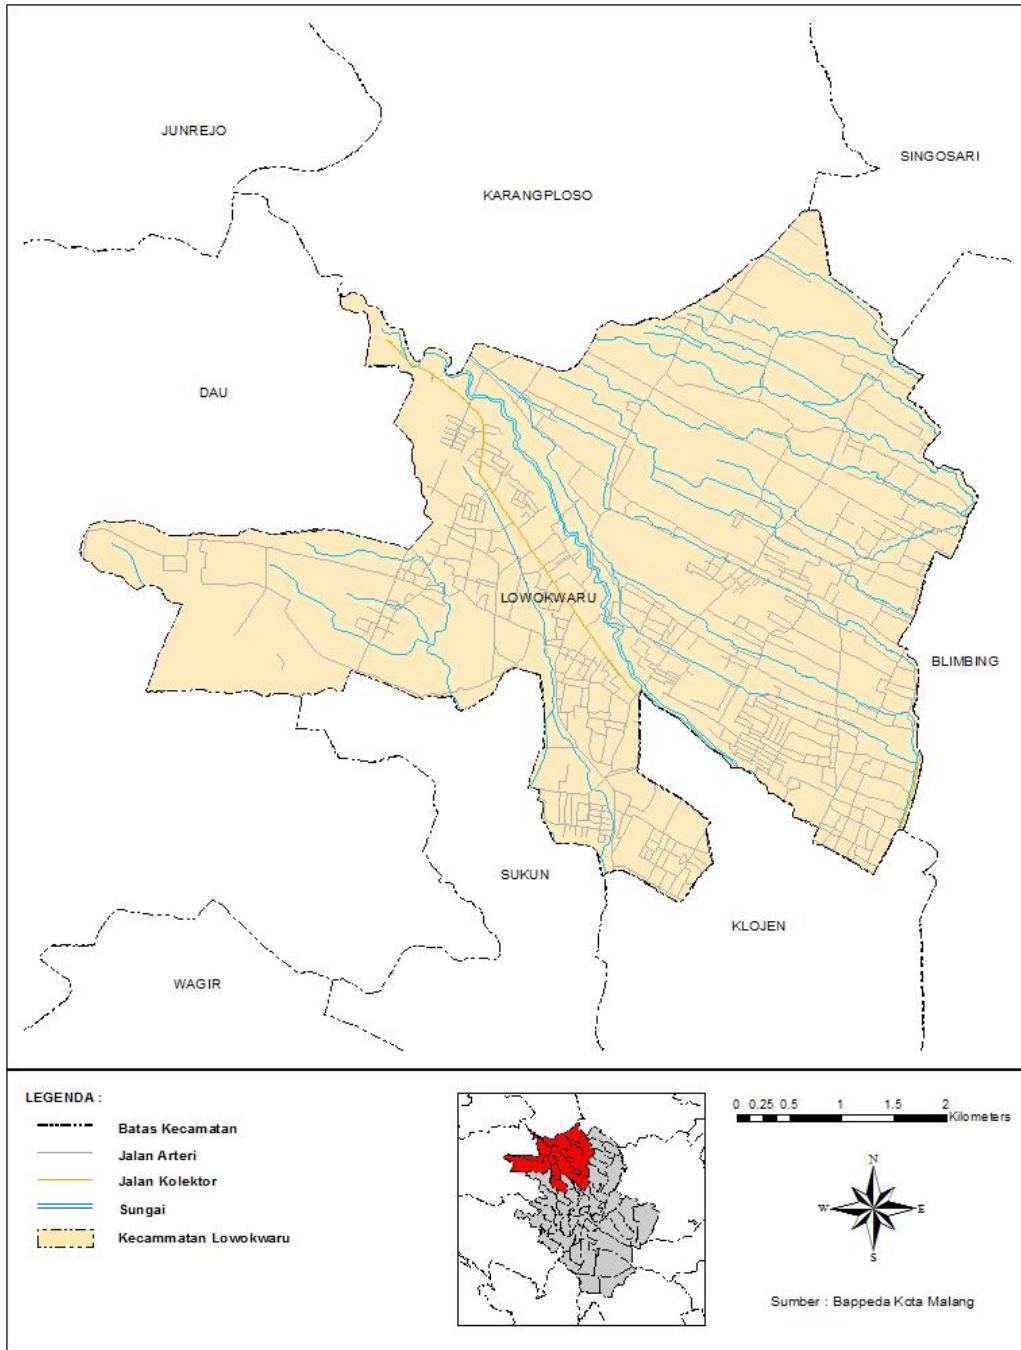 JUNREJO
SINGOSARI
KARANGPLOSO
DAU
LOWOKWARU
BLIMBING
SUKUN
KLOJEN
WAGIR
LEGENDA :
Batas Kecamatan
Jalan Arteri
Jalan Kolektor
Sungai
Kecammatan Lowokwaru
0 0.25 0.5 1 1.5 2
Kilometers
N
W E
S
Sumber : Bappeda Kota Malang